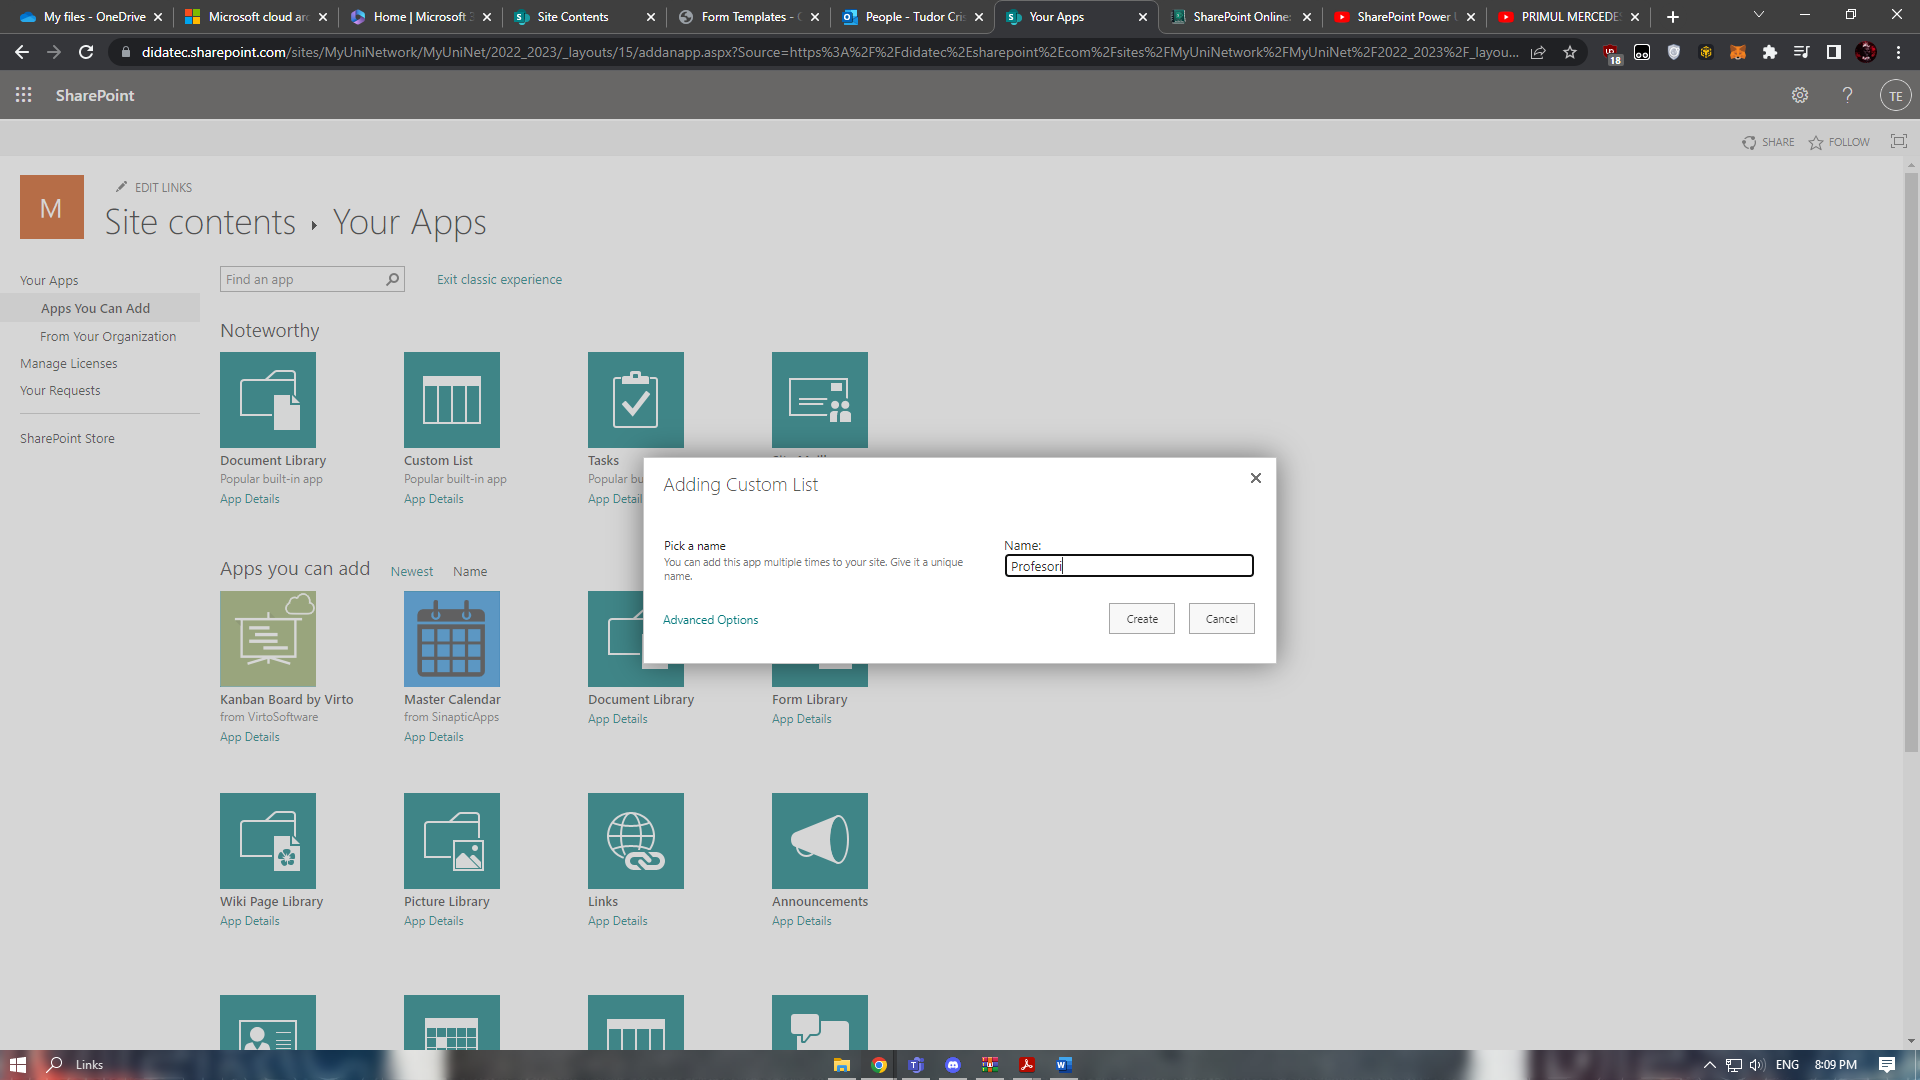 My files - OneDrive
Microsoft cloud arc
Home | Microsoft 3
Site Contents
Form Templates - C
People - Tudor Cris
Your Apps
SharePoint Online:
SharePoint Power U
PRIMUL MERCEDES
didatec.sharepoint.com/sites/MyUniNetwork/MyUniNet/2022_2023/_layouts/15/addanapp.aspx?Source=https%3A%2F%2Fdidatec%2Esharepoint%2Ecom%2Fsites%2FMyUniNetwork%2FMyUniNet%2F2022_2023%2F_layou...
18
SharePoint
?
TE
SHARE
FOLLOW
M
EDIT LINKS
Site contents ▸ Your Apps
Your Apps
Apps You Can Add
From Your Organization
Manage Licenses
Your Requests
SharePoint Store
Find an app
Exit classic experience
Noteworthy
Document Library
Popular built-in app
App Details
Custom List
Popular built-in app
App Details
Tasks
Popular bu
App Detail
Adding Custom List
Pick a name
You can add this app multiple times to your site. Give it a unique
name.
Name:
Profesori
Advanced Options
Create
Cancel
Apps you can add
Newest
Name
Kanban Board by Virto
from VirtoSoftware
App Details
Master Calendar
from SinapticApps
App Details
Document Library
App Details
Form Library
App Details
Wiki Page Library
App Details
Picture Library
App Details
Links
App Details
Announcements
App Details
Links
ENG
8:09 PM